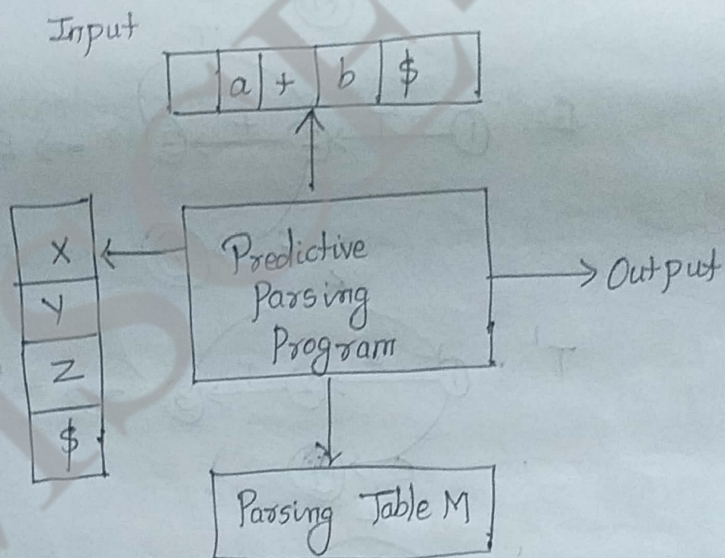 Input
a + b $
X
Y
Z
$
Predictive
Parsing
Program
Output
Parsing Table M